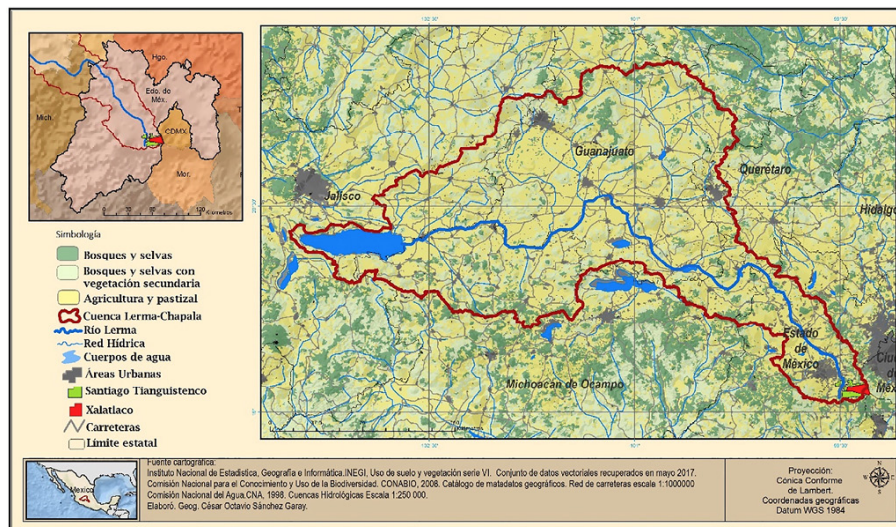 Hgo.
Edo. de
Méx.
Mich.
CDMX
Mor.
120
Kilómetros
Simbología
Bosques y selvas
Bosques y selvas con
vegetación secundaria
Agricultura y pastizal
Cuenca Lerma-Chapala
Río Lerma
Red Hídrica
Cuerpos de agua
Áreas Urbanas
Santiago Tianguistenco
Xalatlaco
Carreteras
Límite estatal
Guanajuato
Querétaro
Jalisco
Hidalgo
Estado
de
México
Michoacán de Ocampo
México
Fuente cartografica:
Instituto Nacional de Estadistica, Geografia e Informática.INEGI, Uso de suelo y vegetación serie VI. Conjunto de datos vectoriales recuperados en mayo 2017.
Comisión Nacional para el Conocimiento y Uso de la Biodiversidad. CONABIO, 2008. Catálogo de matadatos geográficos. Red de carreteras escala 1:1000000
Comisión Nacional del Agua.CNA, 1998. Cuencas Hidrológicas Escala 1:250 000.
Elaboró. Geog. César Octavio Sánchez Garay.
Proyección:
Cónica Conforme
de Lambert.
Coordenadas geográficas
Datum WGS 1984